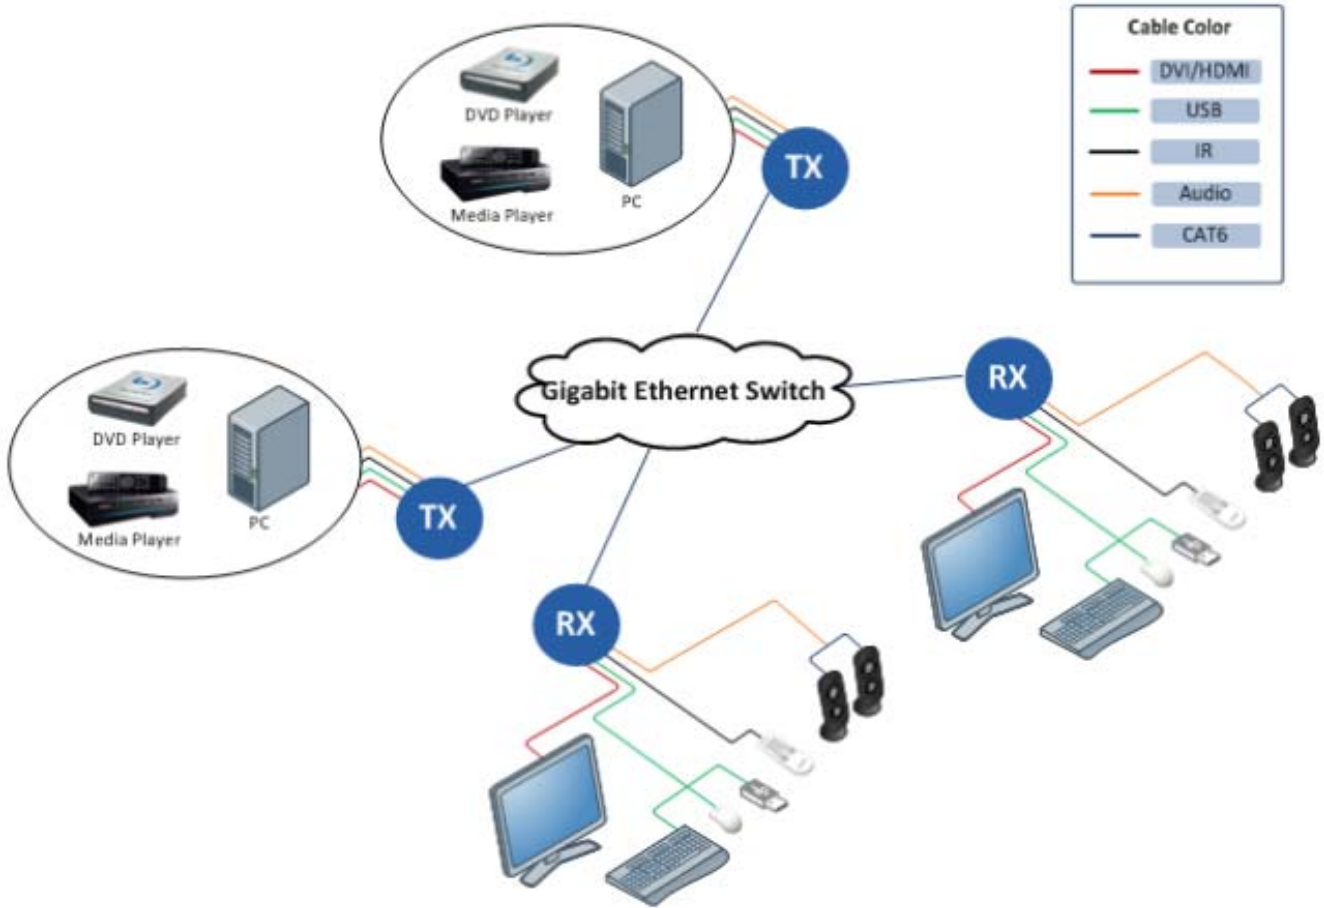 Cable Color
DVI/HDMI
USB
IR
Audio
CAT6
DVD Player
Media Player
PC
TX
Gigabit Ethernet Switch
RX
DVD Player
Media Player
PC
TX
RX